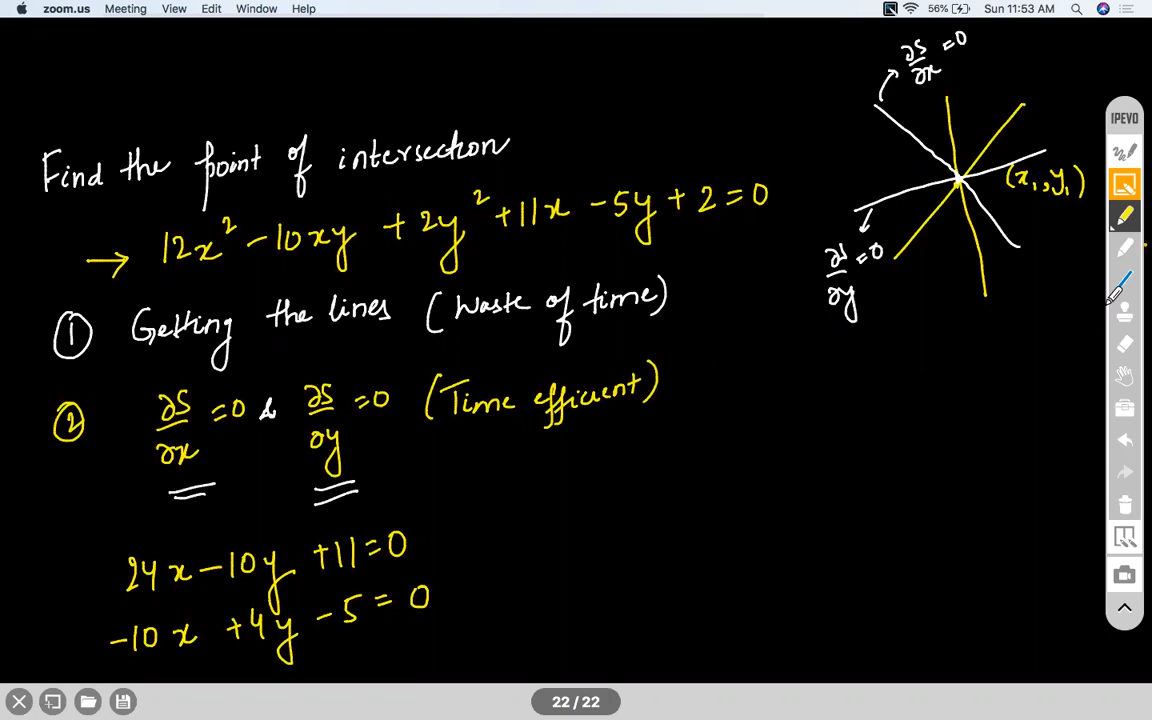 zoom.us Meeting View Edit Window Help 56% Sun 11:53 AM
∂S/∂x = 0
Find the point of intersection
IPEVO
(x₁, y₁)
→ 12x² - 10xy + 2y² + 11x - 5y + 2 = 0
∂S/∂y = 0
① Getting the lines (Waste of time)
② ∂S/∂x = 0 & ∂S/∂y = 0 (Time efficient)
24x - 10y + 11 = 0
-10x + 4y - 5 = 0
22 / 22